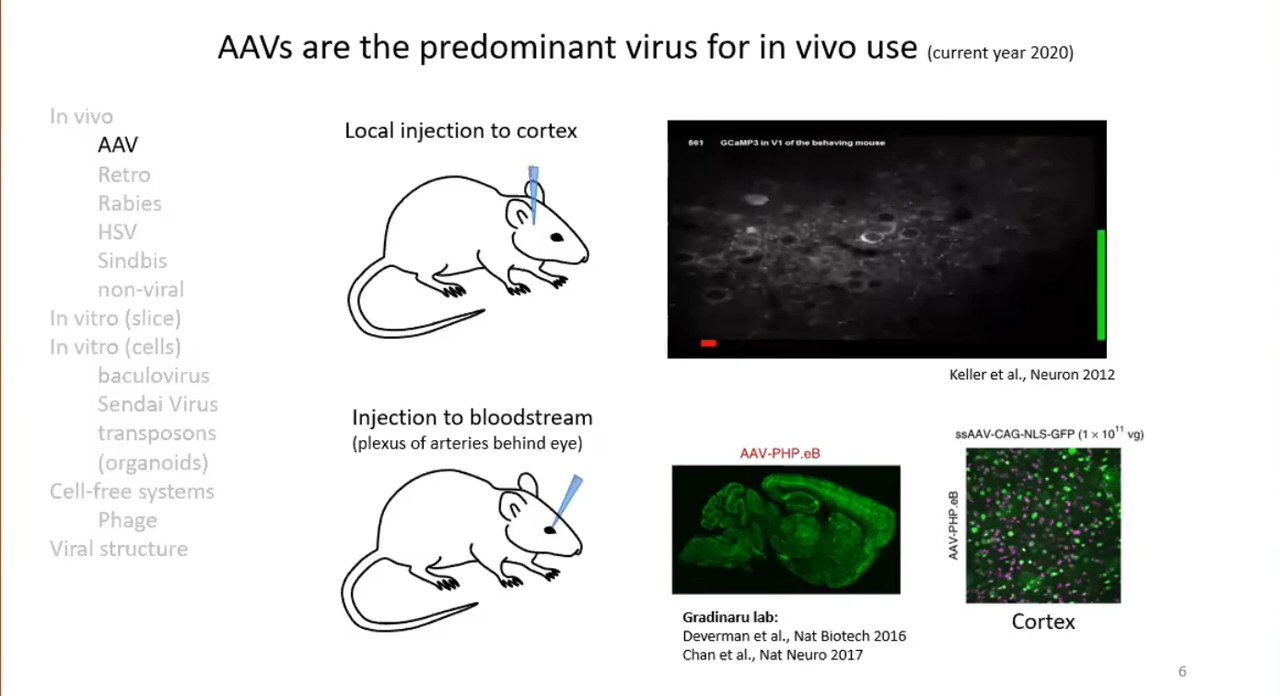 AAVs are the predominant virus for in vivo use (current year 2020)
In vivo
AAV
Retro
Rabies
HSV
Sindbis
non-viral
In vitro (slice)
In vitro (cells)
baculovirus
Sendai Virus
transposons
(organoids)
Cell-free systems
Phage
Viral structure
Local injection to cortex
561 GCaMP3 in V1 of the behaving mouse
Keller et al., Neuron 2012
Injection to bloodstream
(plexus of arteries behind eye)
AAV-PHP.eB
Gradinaru lab:
Deverman et al., Nat Biotech 2016
Chan et al., Nat Neuro 2017
ssAAV-CAG-NLS-GFP (1 × 10¹¹ vg)
AAV-PHP.eB
Cortex
6